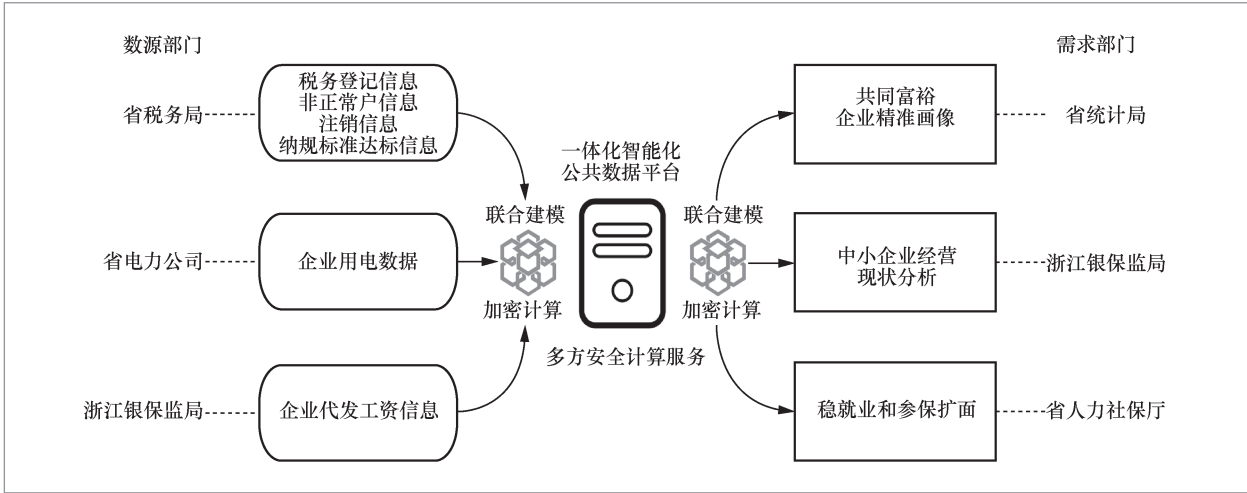 数源部门
需求部门
省税务局
税务登记信息
非正常户信息
注销信息
纳规标准达标信息
共同富裕
企业精准画像
省统计局
一体化智能化
公共数据平台
联合建模
联合建模
省电力公司
企业用电数据
中小企业经营
现状分析
浙江银保监局
加密计算
加密计算
多方安全计算服务
浙江银保监局
企业代发工资信息
稳就业和参保扩面
省人力社保厅